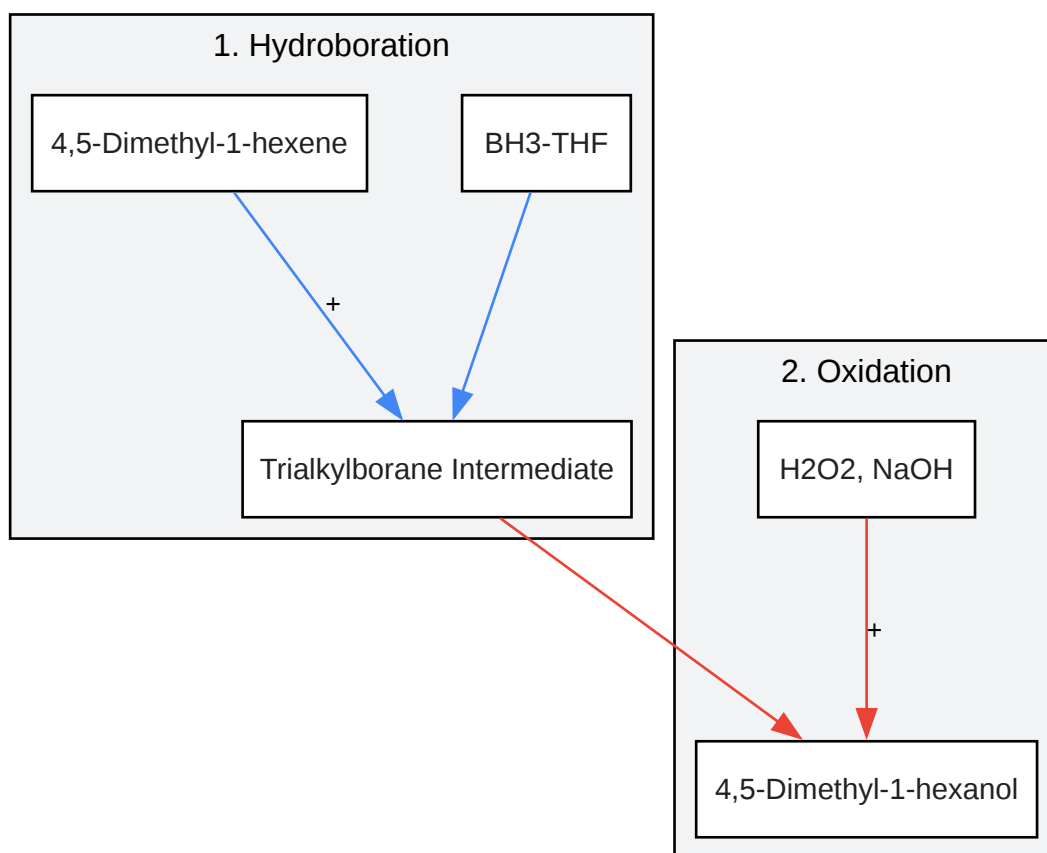 1. Hydroboration
4,5-Dimethyl-1-hexene
BH3-THF
+
Trialkylborane Intermediate
2. Oxidation
H2O2, NaOH
+
4,5-Dimethyl-1-hexanol